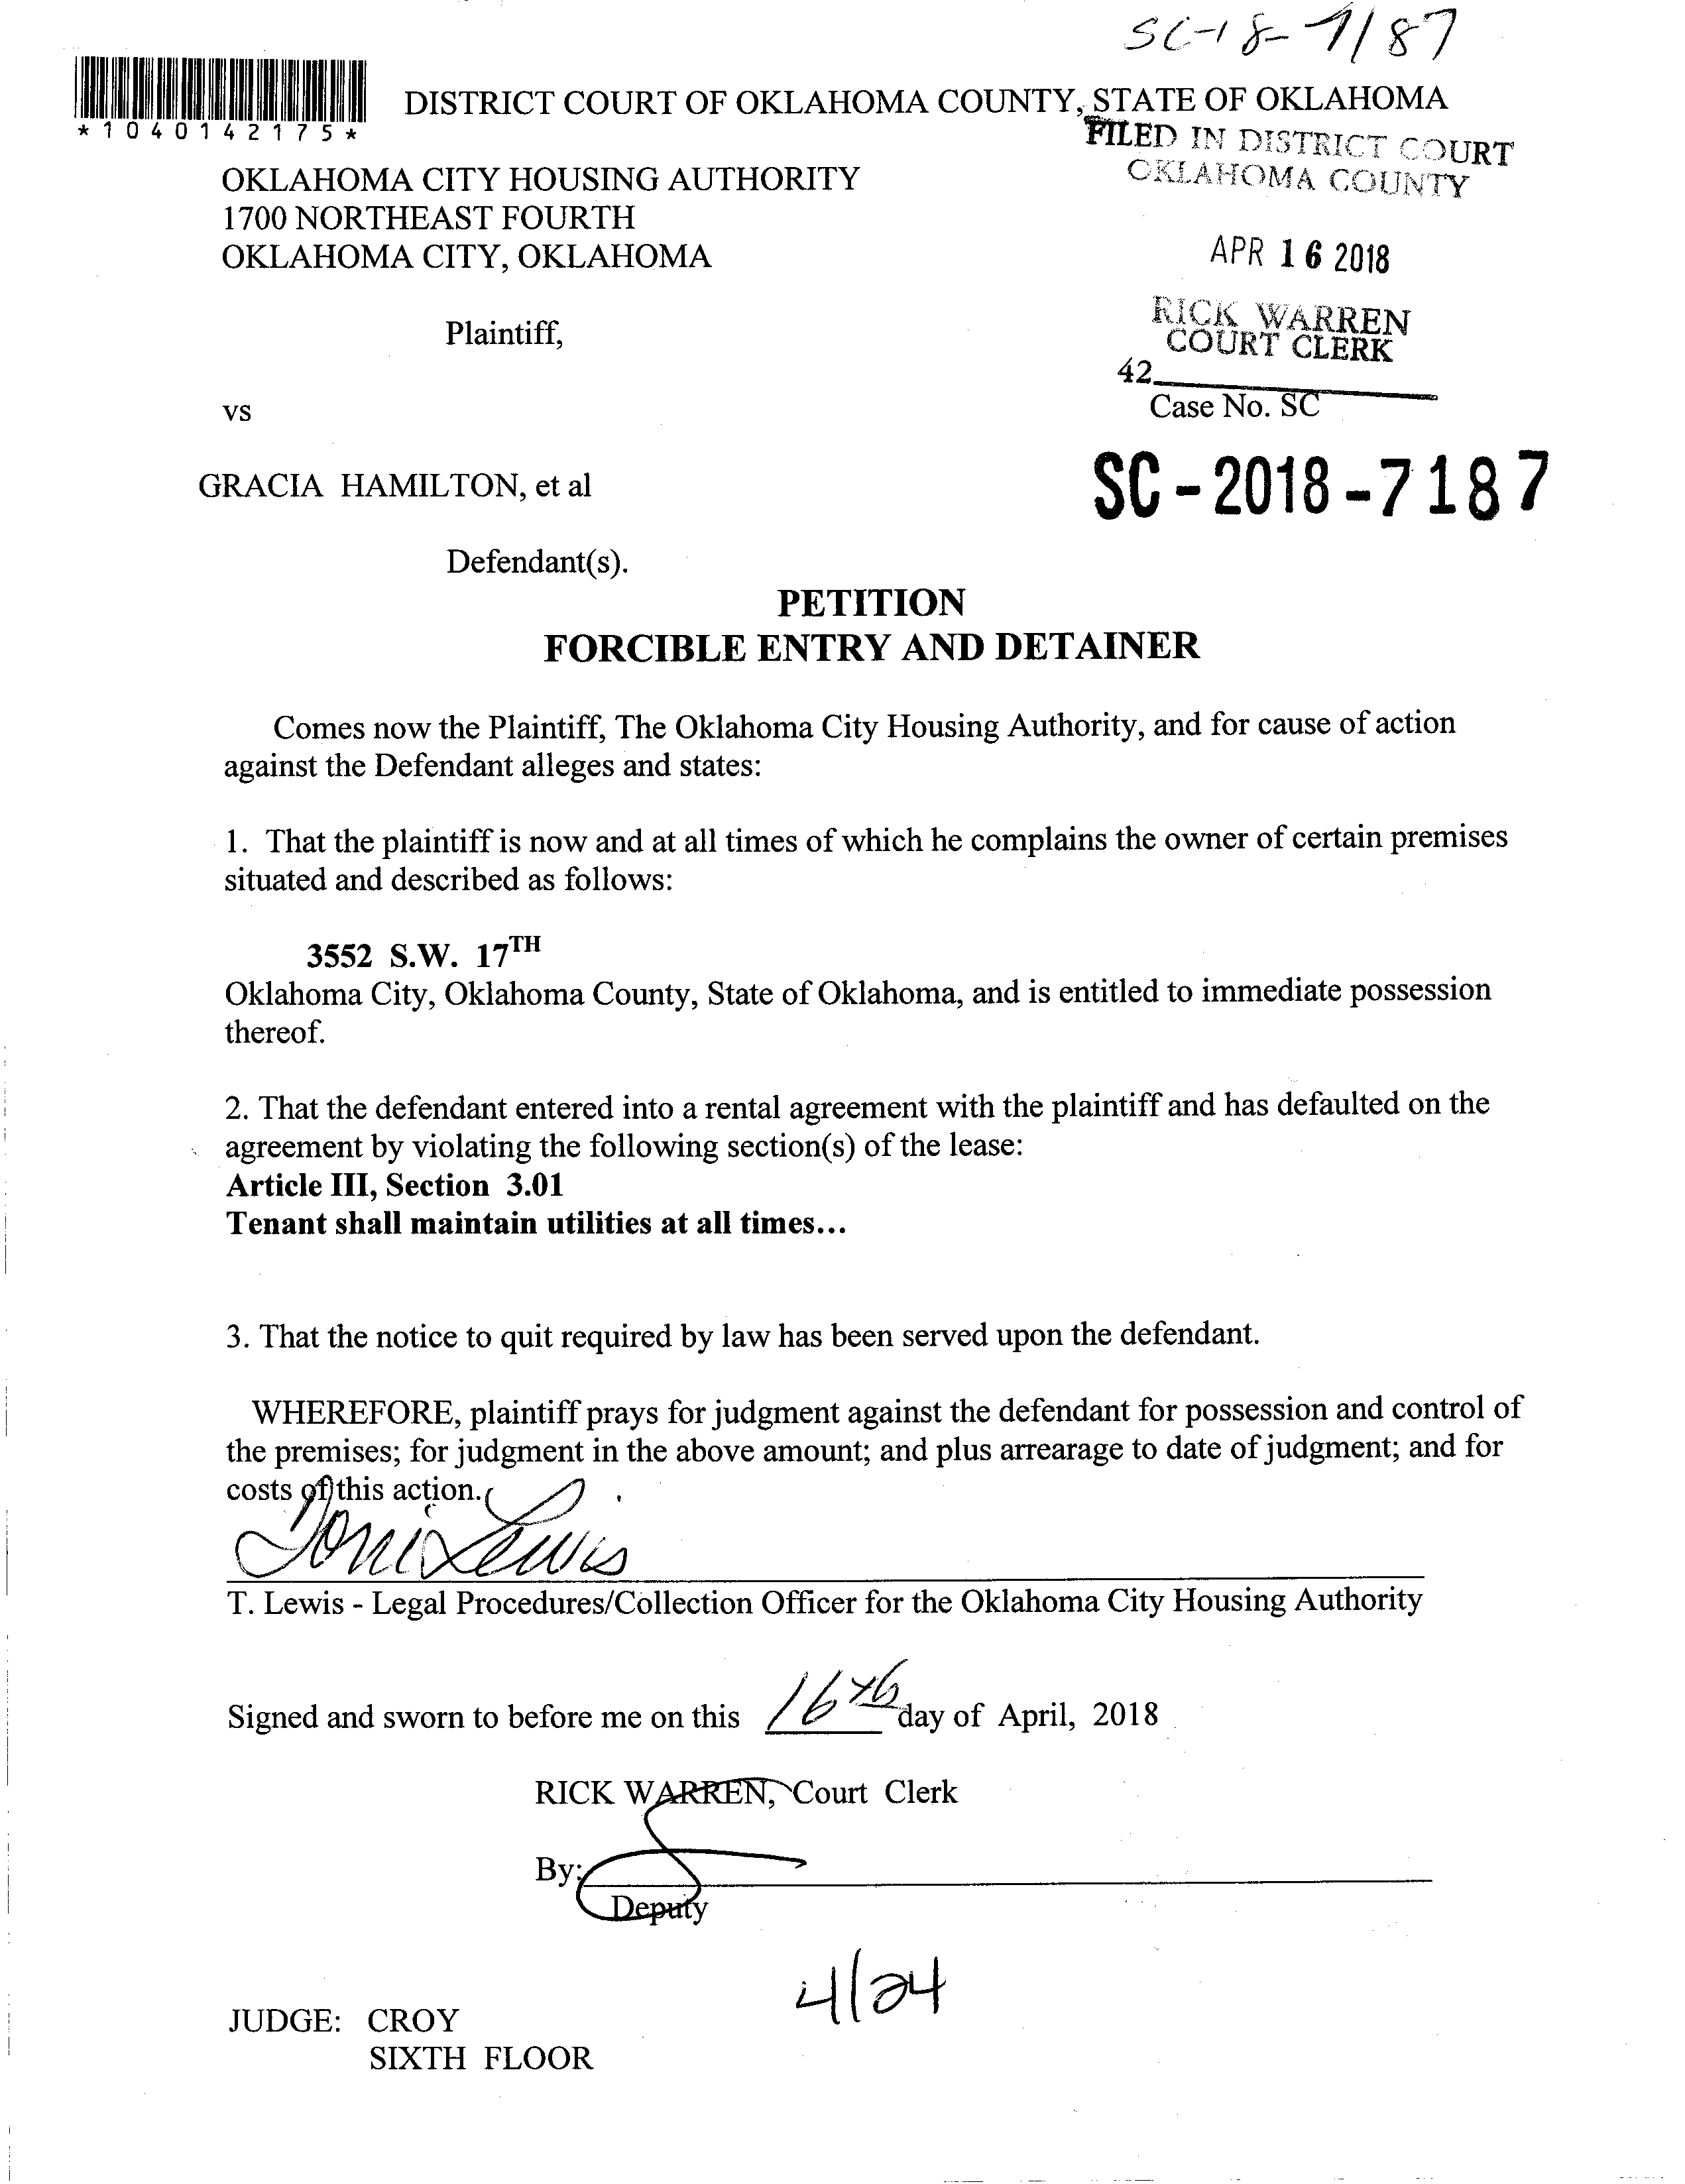 SC-18-7187
*1040142175*
DISTRICT COURT OF OKLAHOMA COUNTY, STATE OF OKLAHOMA
FILED IN DISTRICT COURT
OKLAHOMA COUNTY
OKLAHOMA CITY HOUSING AUTHORITY
1700 NORTHEAST FOURTH
OKLAHOMA CITY, OKLAHOMA
APR 16 2018
RICK WARREN
COURT CLERK
Plaintiff,
42
vs
Case No. SC
GRACIA HAMILTON, et al
SC-2018-7187
Defendant(s).
PETITION
FORCIBLE ENTRY AND DETAINER
Comes now the Plaintiff, The Oklahoma City Housing Authority, and for cause of action
against the Defendant alleges and states:
1. That the plaintiff is now and at all times of which he complains the owner of certain premises
situated and described as follows:
3552 S.W. 17TH
Oklahoma City, Oklahoma County, State of Oklahoma, and is entitled to immediate possession
thereof.
2. That the defendant entered into a rental agreement with the plaintiff and has defaulted on the
agreement by violating the following section(s) of the lease:
Article III, Section 3.01
Tenant shall maintain utilities at all times...
3. That the notice to quit required by law has been served upon the defendant.
WHEREFORE, plaintiff prays for judgment against the defendant for possession and control of
the premises; for judgment in the above amount; and plus arrearage to date of judgment; and for
costs of this action.
Toni Lewis
T. Lewis - Legal Procedures/Collection Officer for the Oklahoma City Housing Authority
Signed and sworn to before me on this 16th day of April, 2018
RICK WARREN, Court Clerk
By:
Deputy
4/24
JUDGE: CROY
SIXTH FLOOR